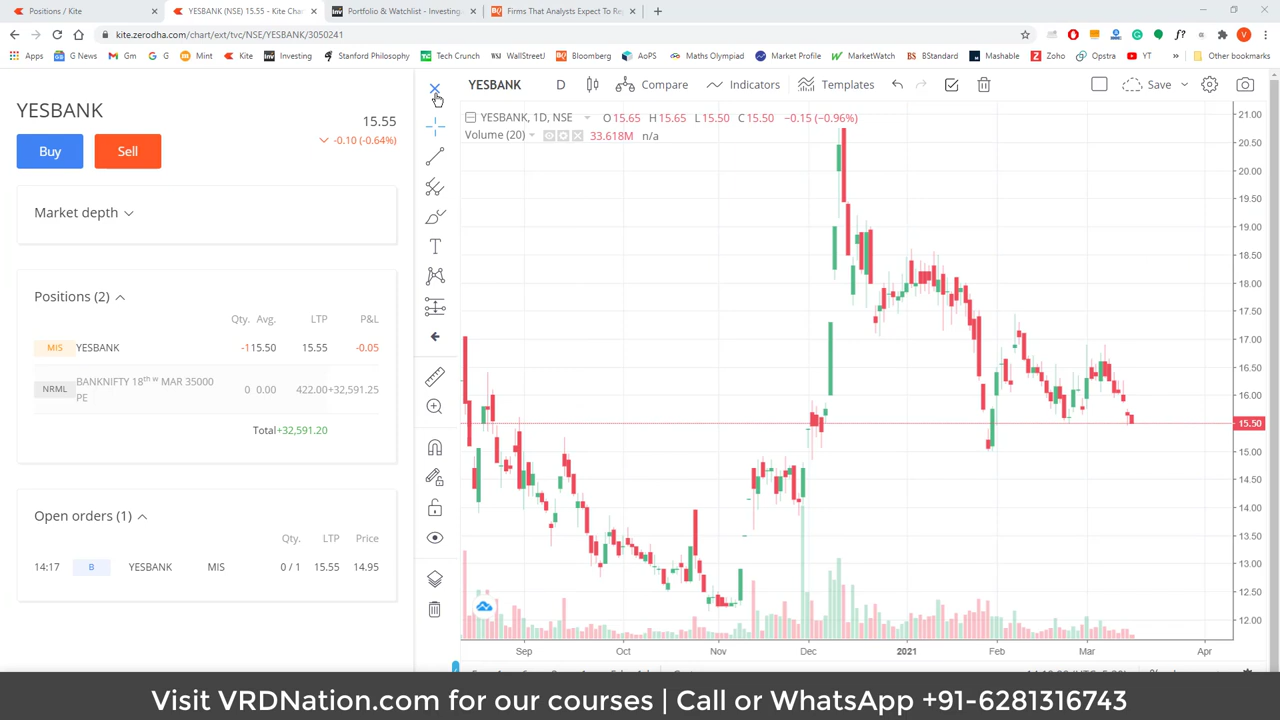 Positions / Kite
YESBANK (NSE) 15.55 - Kite Cha
Portfolio & Watchlist - Investing.
Firms That Analysts Expect To Re
kite.zerodha.com/chart/ext/tvc/NSE/YESBANK/3050241
Apps
G News
Gm
G
Mint
Kite
Investing
Stanford Philosophy
Tech Crunch
WallStreet
Bloomberg
AoPS
Maths Olympiad
Market Profile
MarketWatch
BStandard
Mashable
Zoho
Opstra
YT
Other bookmarks
YESBANK
15.55
-0.10 (-0.64%)
Buy
Sell
Market depth
Positions (2)
Qty. Avg. LTP P&L
MIS YESBANK -1 15.50 15.55 -0.05
NRML BANKNIFTY 18th w MAR 35000 PE 0 0.00 422.00 +32,591.25
Total +32,591.20
Open orders (1)
Qty. LTP Price
14:17 B YESBANK MIS 0 / 1 15.55 14.95
YESBANK D Compare Indicators Templates Save
YESBANK, 1D, NSE O 15.65 H 15.65 L 15.50 C 15.50 -0.15 (-0.96%)
Volume (20) 33.618M n/a
21.00
20.50
20.00
19.50
19.00
18.50
18.00
17.50
17.00
16.50
16.00
15.50
15.00
14.50
14.00
13.50
13.00
12.50
12.00
Sep Oct Nov Dec 2021 Feb Mar Apr
Visit VRDNation.com for our courses | Call or WhatsApp +91-6281316743